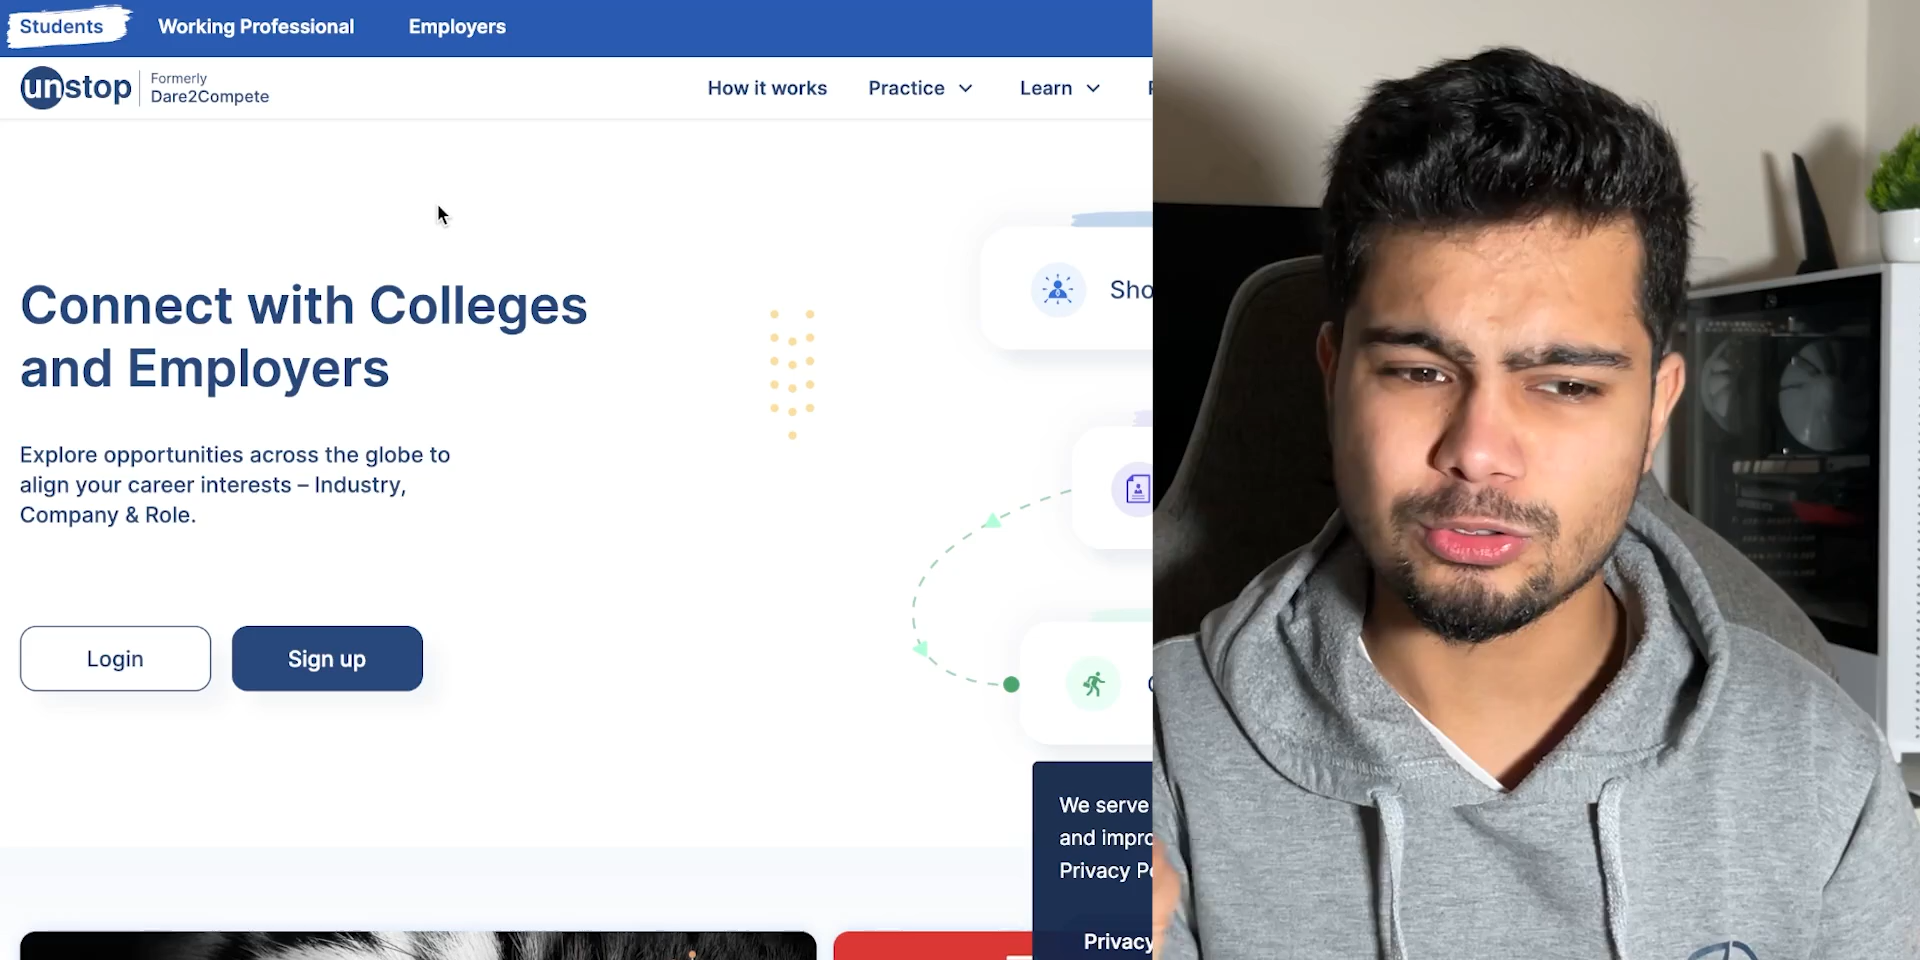 Students Working Professional Employers
unstop Formerly
Dare2Compete
How it works Practice Learn
Connect with Colleges
and Employers
Explore opportunities across the globe to
align your career interests – Industry,
Company & Role.
Login Sign up
Sho
We serve
and impro
Privacy Po
Privacy